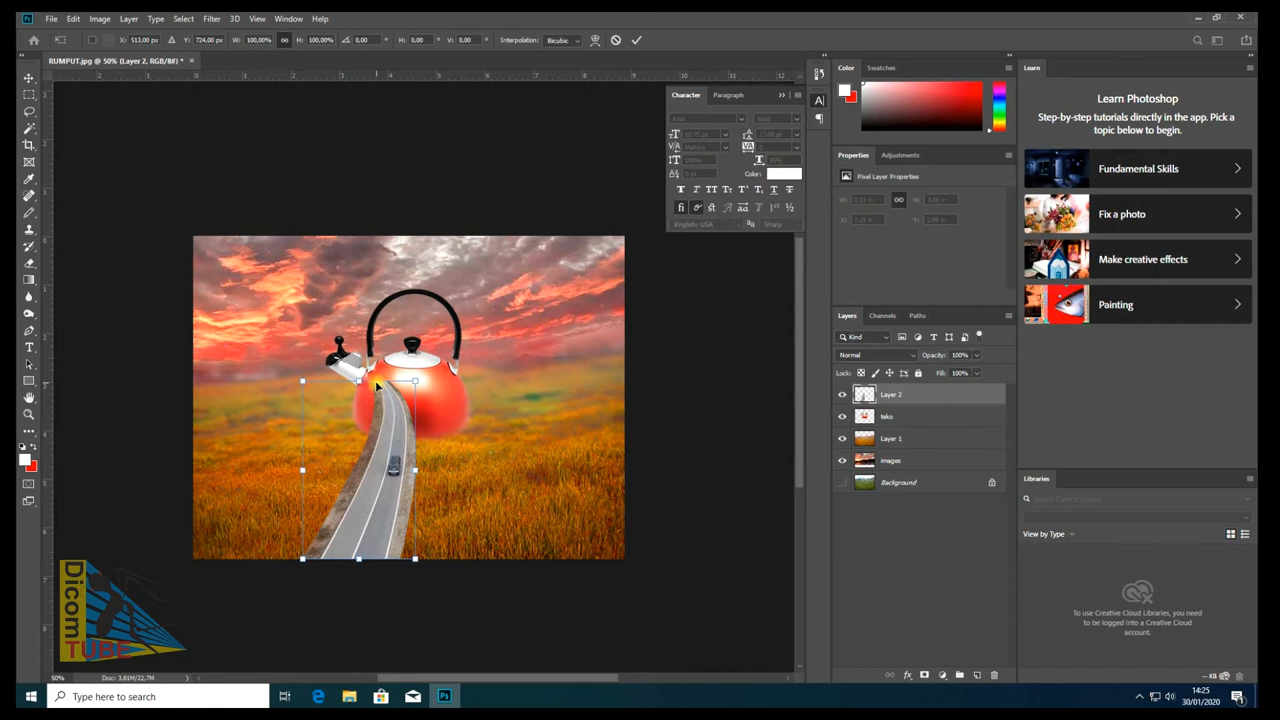 Ps File Edit Image Layer Type Select Filter 3D View Window Help
X: 513,00 px Y: 724,00 px W: 100,00% H: 100,00% 0,00 ° H: 0,00 ° V: 0,00 ° Interpolation: Bicubic
RUMPUT.jpg @ 50% (Layer 2, RGB/8#) * ×
Character Paragraph
Color:
English: USA Sharp
Color Swatches
Properties Adjustments
Pixel Layer Properties
Layers Channels Paths
Kind
Normal Opacity: 100%
Lock: Fill: 100%
Layer 2
teko
Layer 1
images
Background
Learn
Learn Photoshop
Step-by-step tutorials directly in the app. Pick a
topic below to begin.
Fundamental Skills
Fix a photo
Make creative effects
Painting
Libraries
View by Type
To use Creative Cloud Libraries, you need
to be logged into a Creative Cloud
account.
-- KB
Dicom
TUBE
50% Doc: 3,81M/22,7M
Type here to search
14:25
30/01/2020